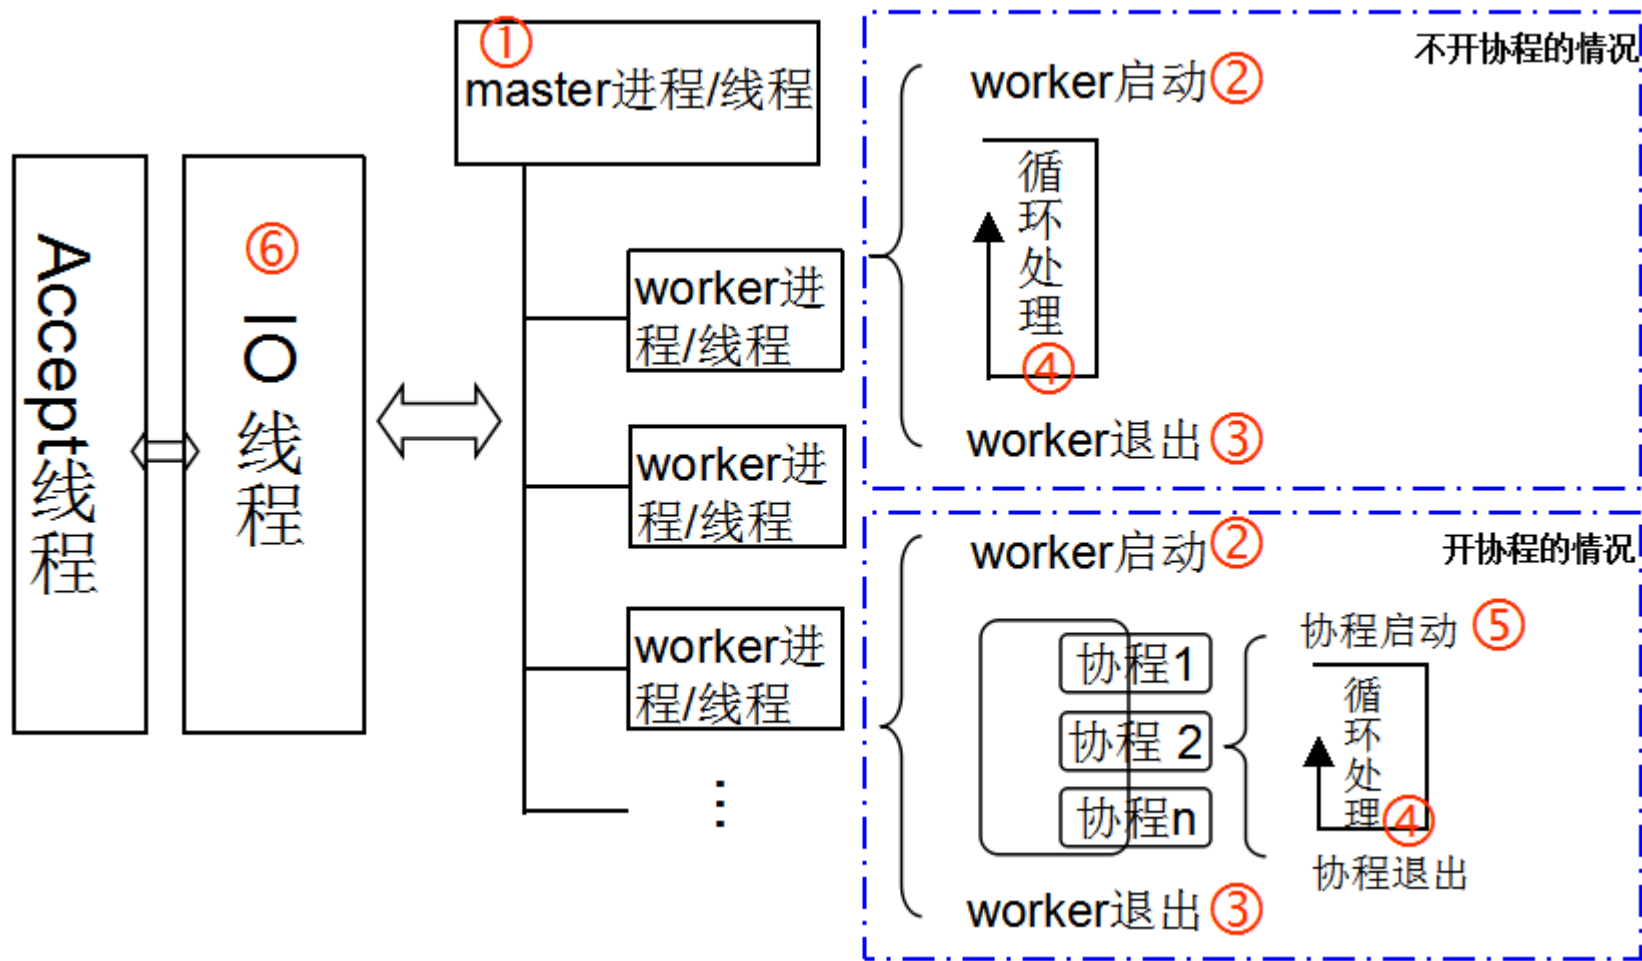 Accept线程
⑥
IO线程
①
master进程/线程
worker进
程/线程
worker进
程/线程
worker进
程/线程
⋮
不开协程的情况
worker启动②
循环处理
④
worker退出③
开协程的情况
worker启动②
协程1
协程 2
协程n
协程启动⑤
循环处理④
协程退出
worker退出③